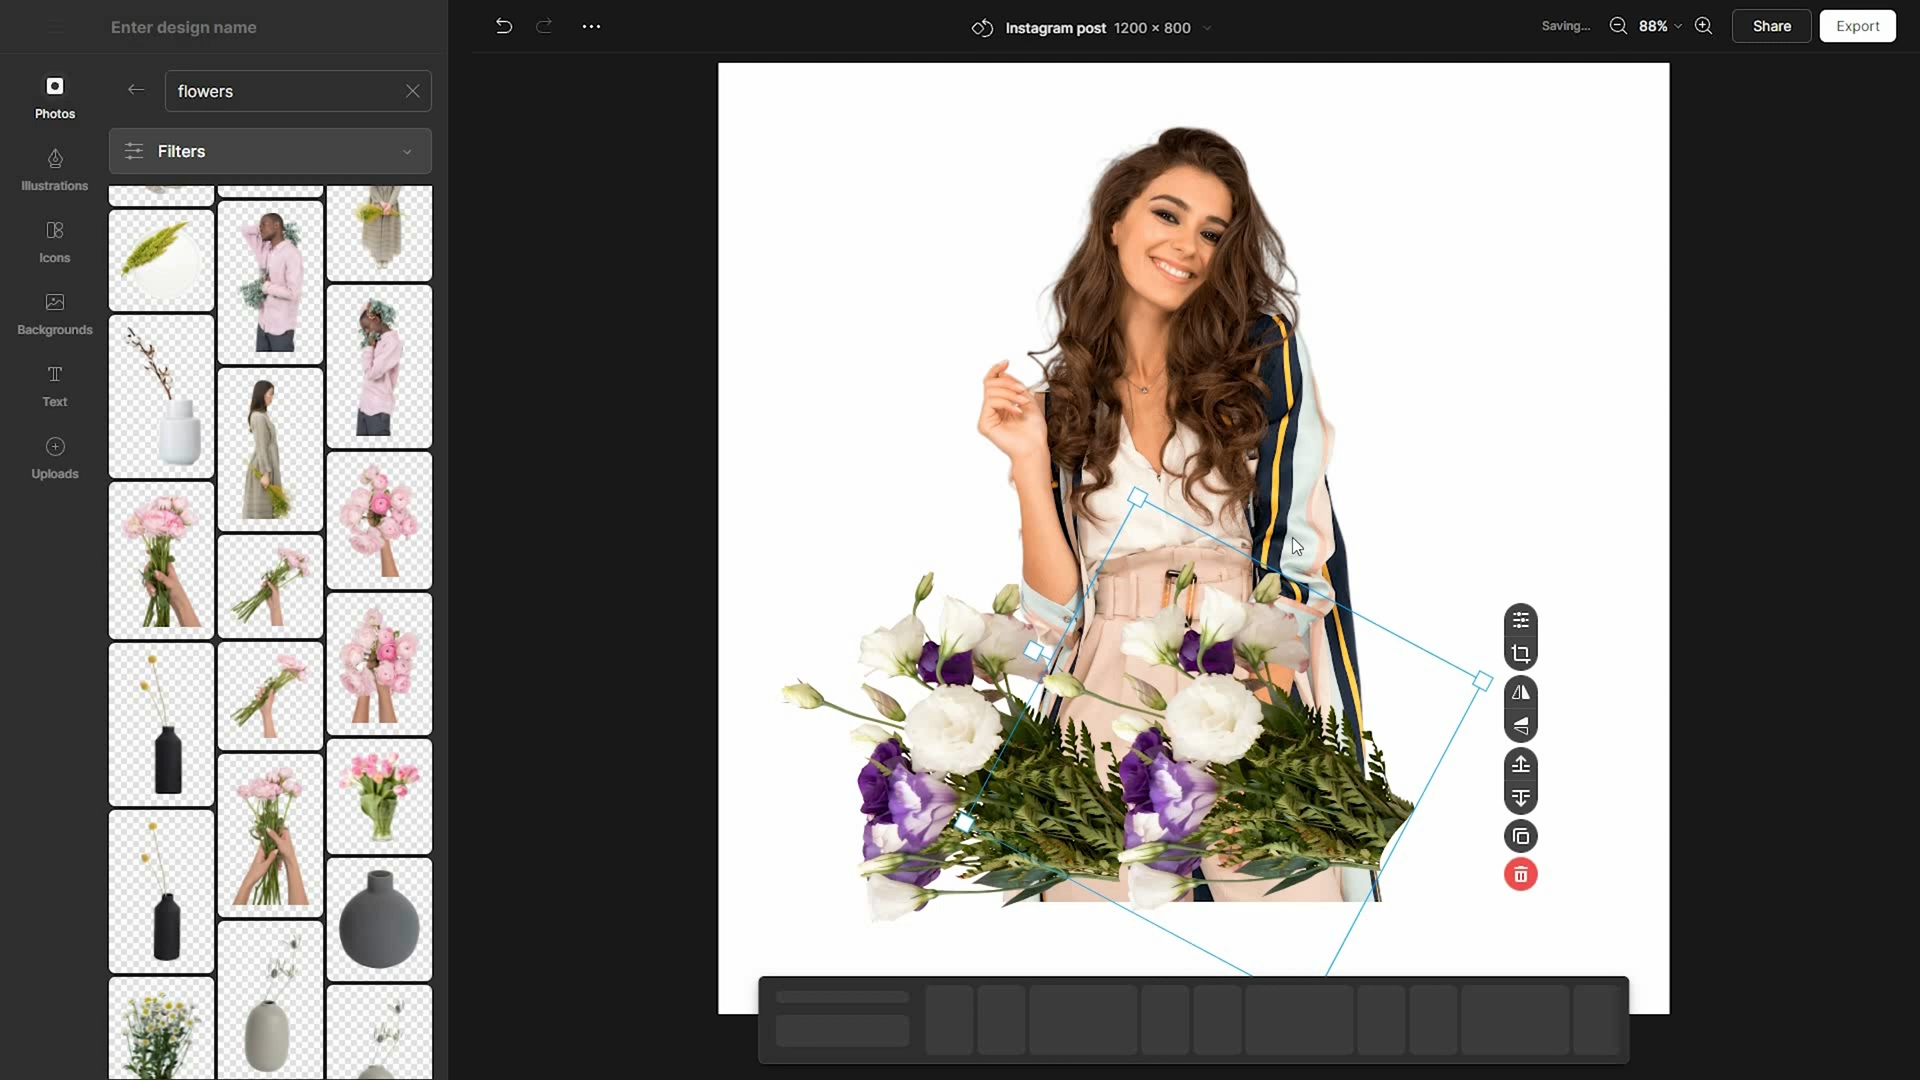 Enter design name
Instagram post 1200 × 800
Saving...
88%
Share
Export
Photos
flowers
Filters
Illustrations
Icons
Backgrounds
Text
Uploads